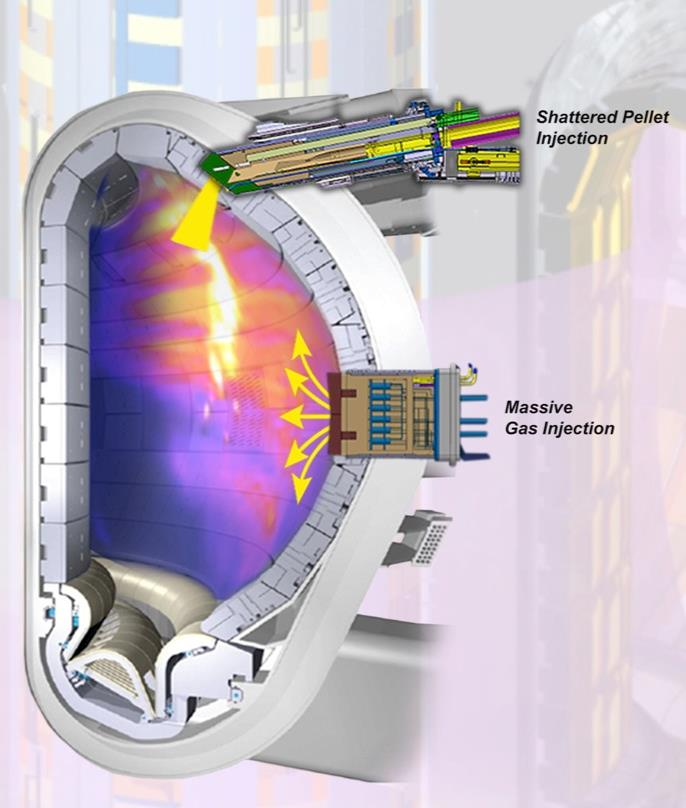 Shattered Pellet
Injection
Massive
Gas Injection